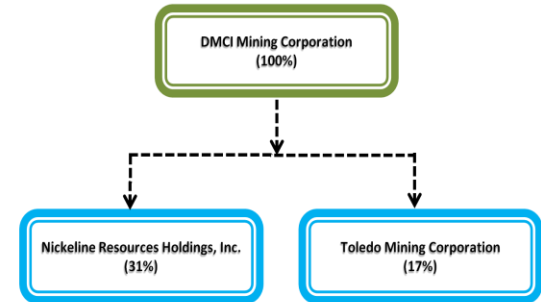 DMCI Mining Corporation
(100%)
Nickeline Resources Holdings, Inc.
(31%)
Toledo Mining Corporation
(17%)